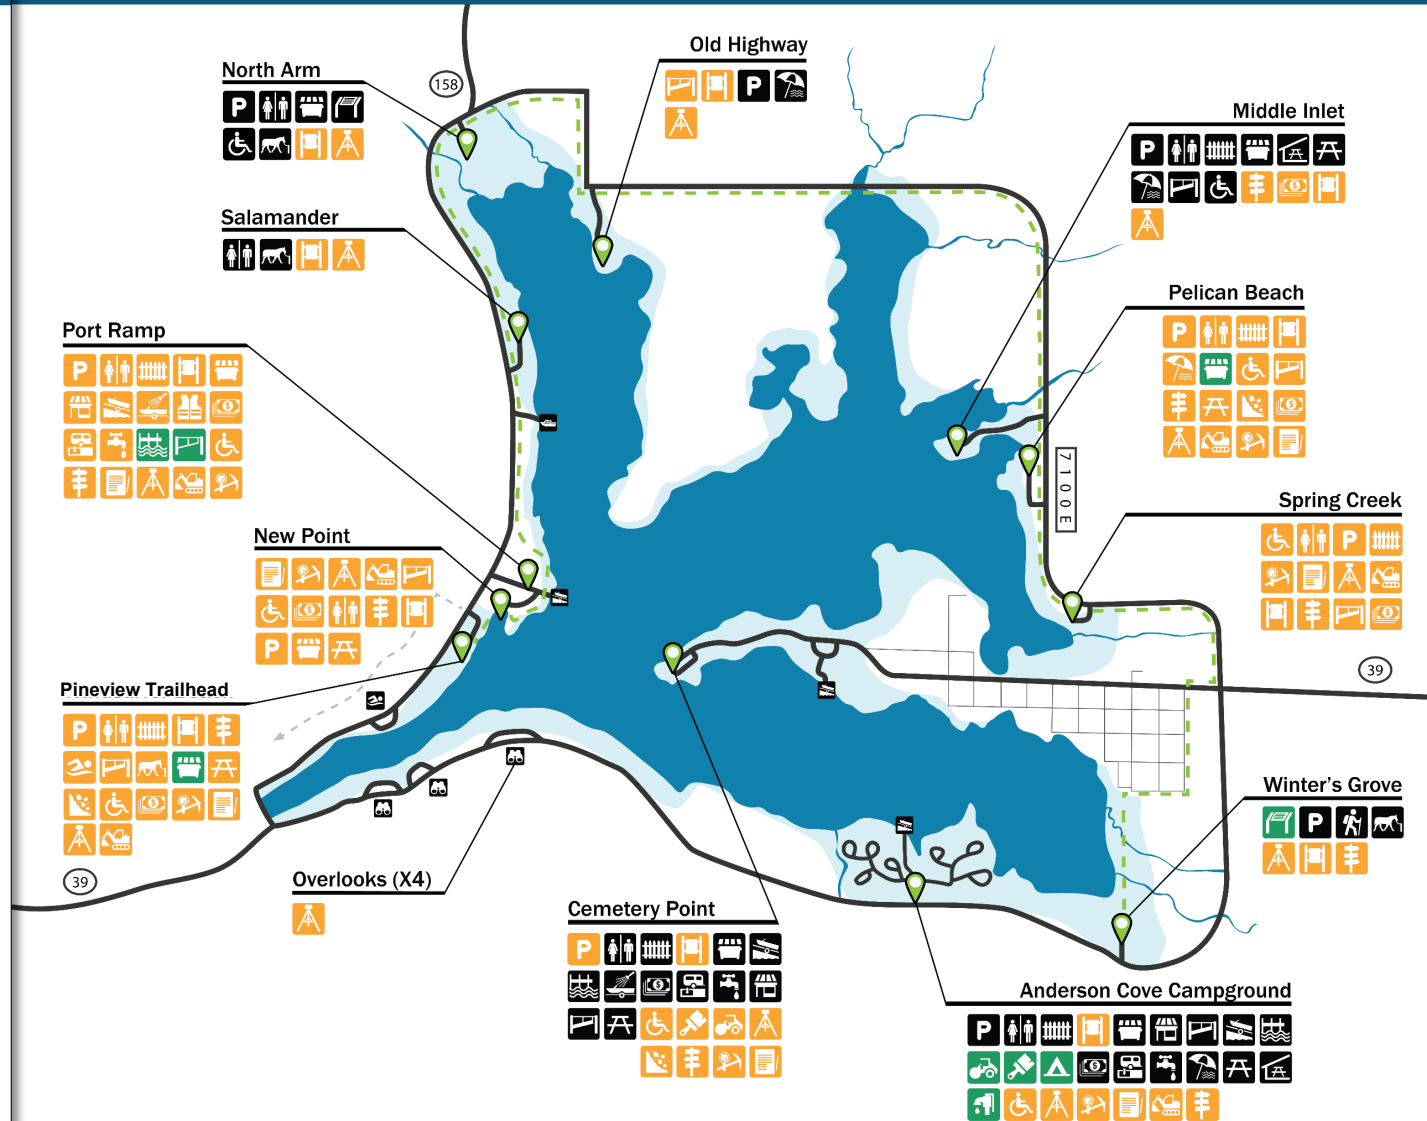 Old Highway
North Arm
158
Middle Inlet
Salamander
Pelican Beach
Port Ramp
7100E
Spring Creek
New Point
39
Pineview Trailhead
Winter's Grove
39
Overlooks (X4)
Cemetery Point
Anderson Cove Campground